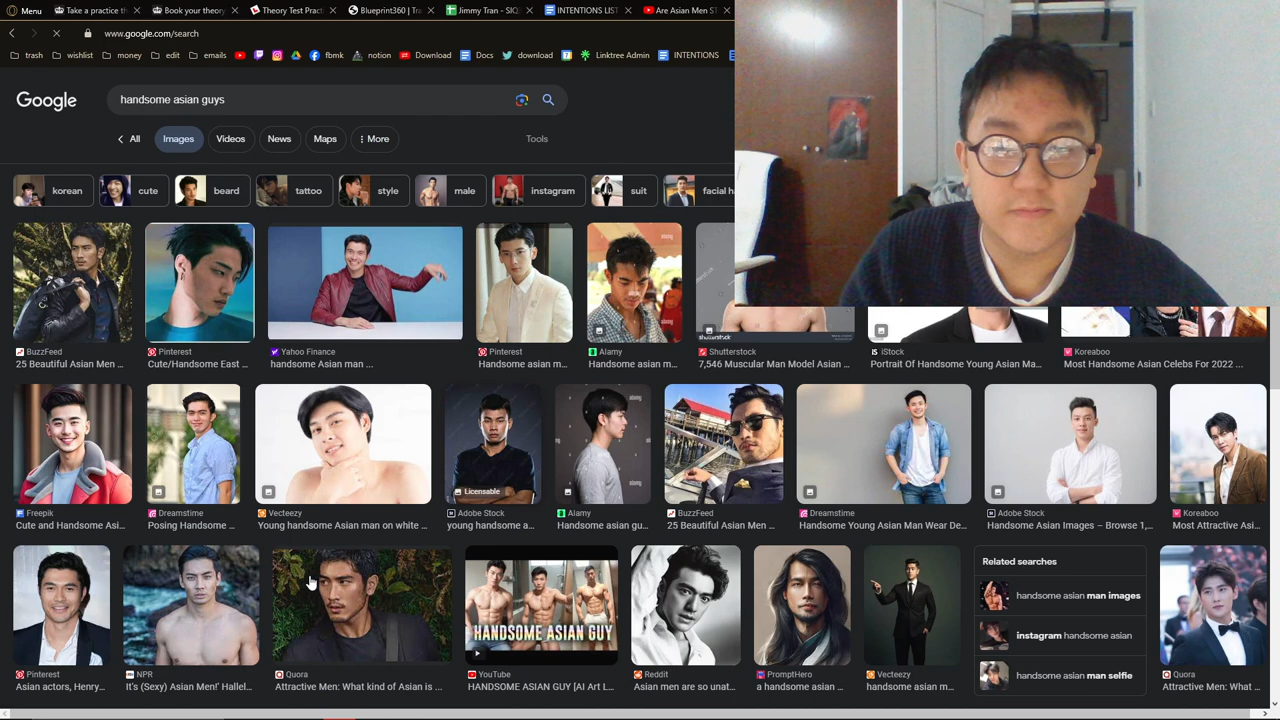 Menu
Take a practice th
Book your theory
Theory Test Pract
Blueprint360 | Tra
Jimmy Tran - SIQ
INTENTIONS LIST
Are Asian Men ST
www.google.com/search
trash
wishlist
money
edit
emails
fbmk
notion
Download
Docs
download
Linktree Admin
INTENTIONS
Google
handsome asian guys
All
Images
Videos
News
Maps
More
Tools
korean
cute
beard
tattoo
style
male
instagram
suit
facial h
alamy
alamy
shutterstock
BuzzFeed
25 Beautiful Asian Men ...
Pinterest
Cute/Handsome East ...
Yahoo Finance
handsome Asian man ...
Pinterest
Handsome asian m...
Alamy
Handsome asian m...
Shutterstock
7,546 Muscular Man Model Asian ...
iStock
Portrait Of Handsome Young Asian Ma...
Koreaboo
Most Handsome Asian Celebs For 2022 ...
Licensable
alamy
Freepik
Cute and Handsome Asi...
Dreamstime
Posing Handsome ...
Vecteezy
Young handsome Asian man on white ...
Adobe Stock
young handsome a...
Alamy
Handsome asian gu...
BuzzFeed
25 Beautiful Asian Men ...
Dreamstime
Handsome Young Asian Man Wear De...
Adobe Stock
Handsome Asian Images – Browse 1,...
Koreaboo
Most Attractive Asi...
HANDSOME ASIAN GUY
Related searches
handsome asian man images
instagram handsome asian
handsome asian man selfie
Pinterest
Asian actors, Henry...
NPR
It's (Sexy) Asian Men!' Hallel...
Quora
Attractive Men: What kind of Asian is ...
YouTube
HANDSOME ASIAN GUY [AI Art L...
Reddit
Asian men are so unat...
PromptHero
a handsome asian ...
Vecteezy
handsome asian m...
Quora
Attractive Men: What ...